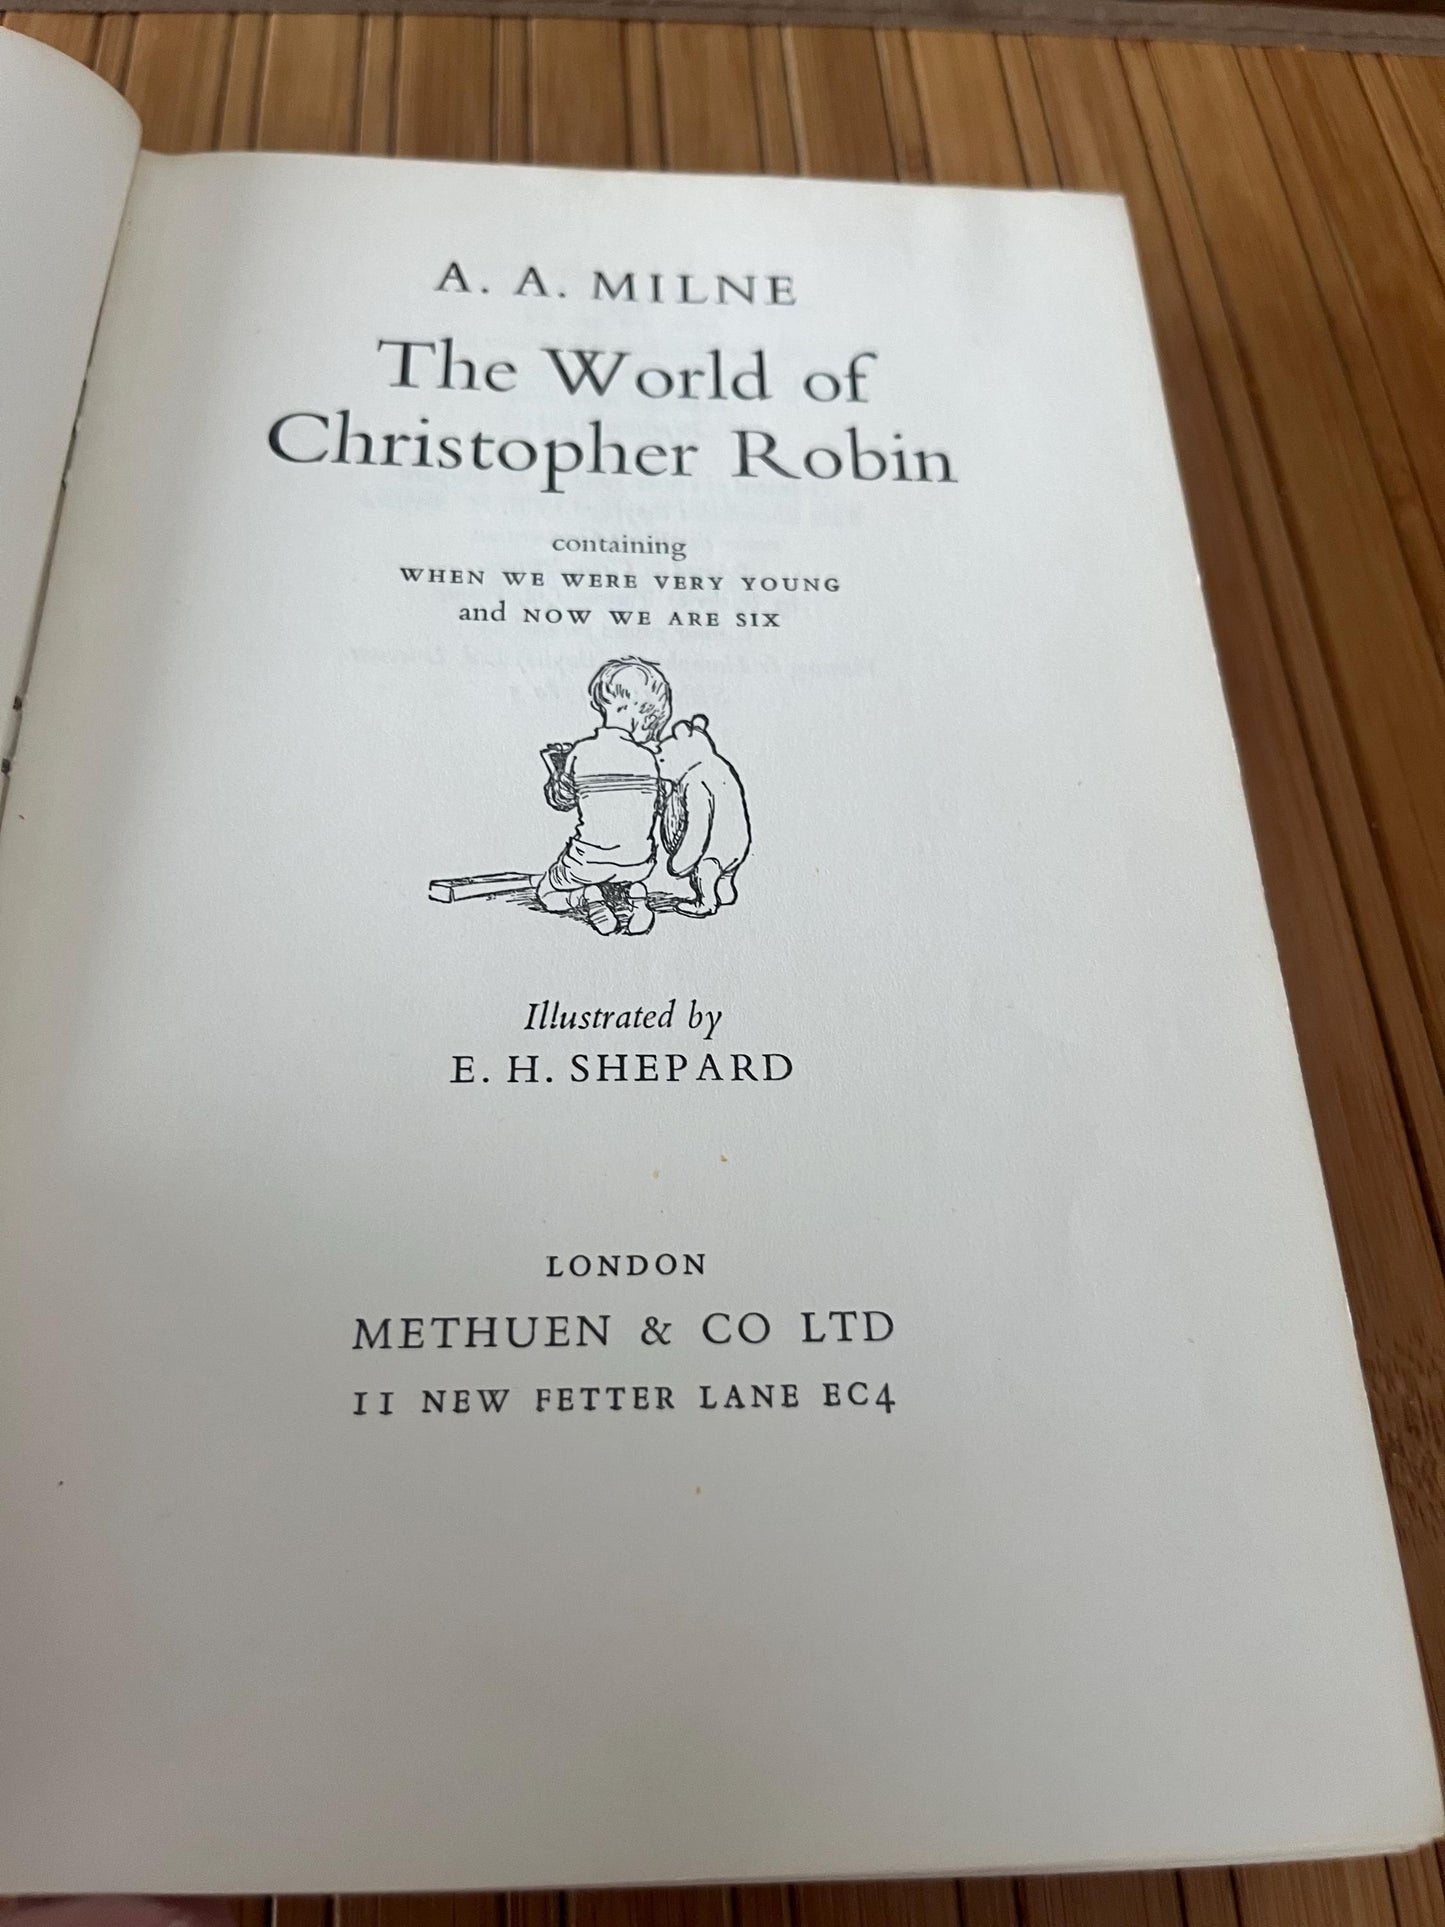 A. A. MILNE
The World of
Christopher Robin
containing
WHEN WE WERE VERY YOUNG
and NOW WE ARE SIX
Illustrated by
E. H. SHEPARD
LONDON
METHUEN & CO LTD
11 NEW FETTER LANE EC4